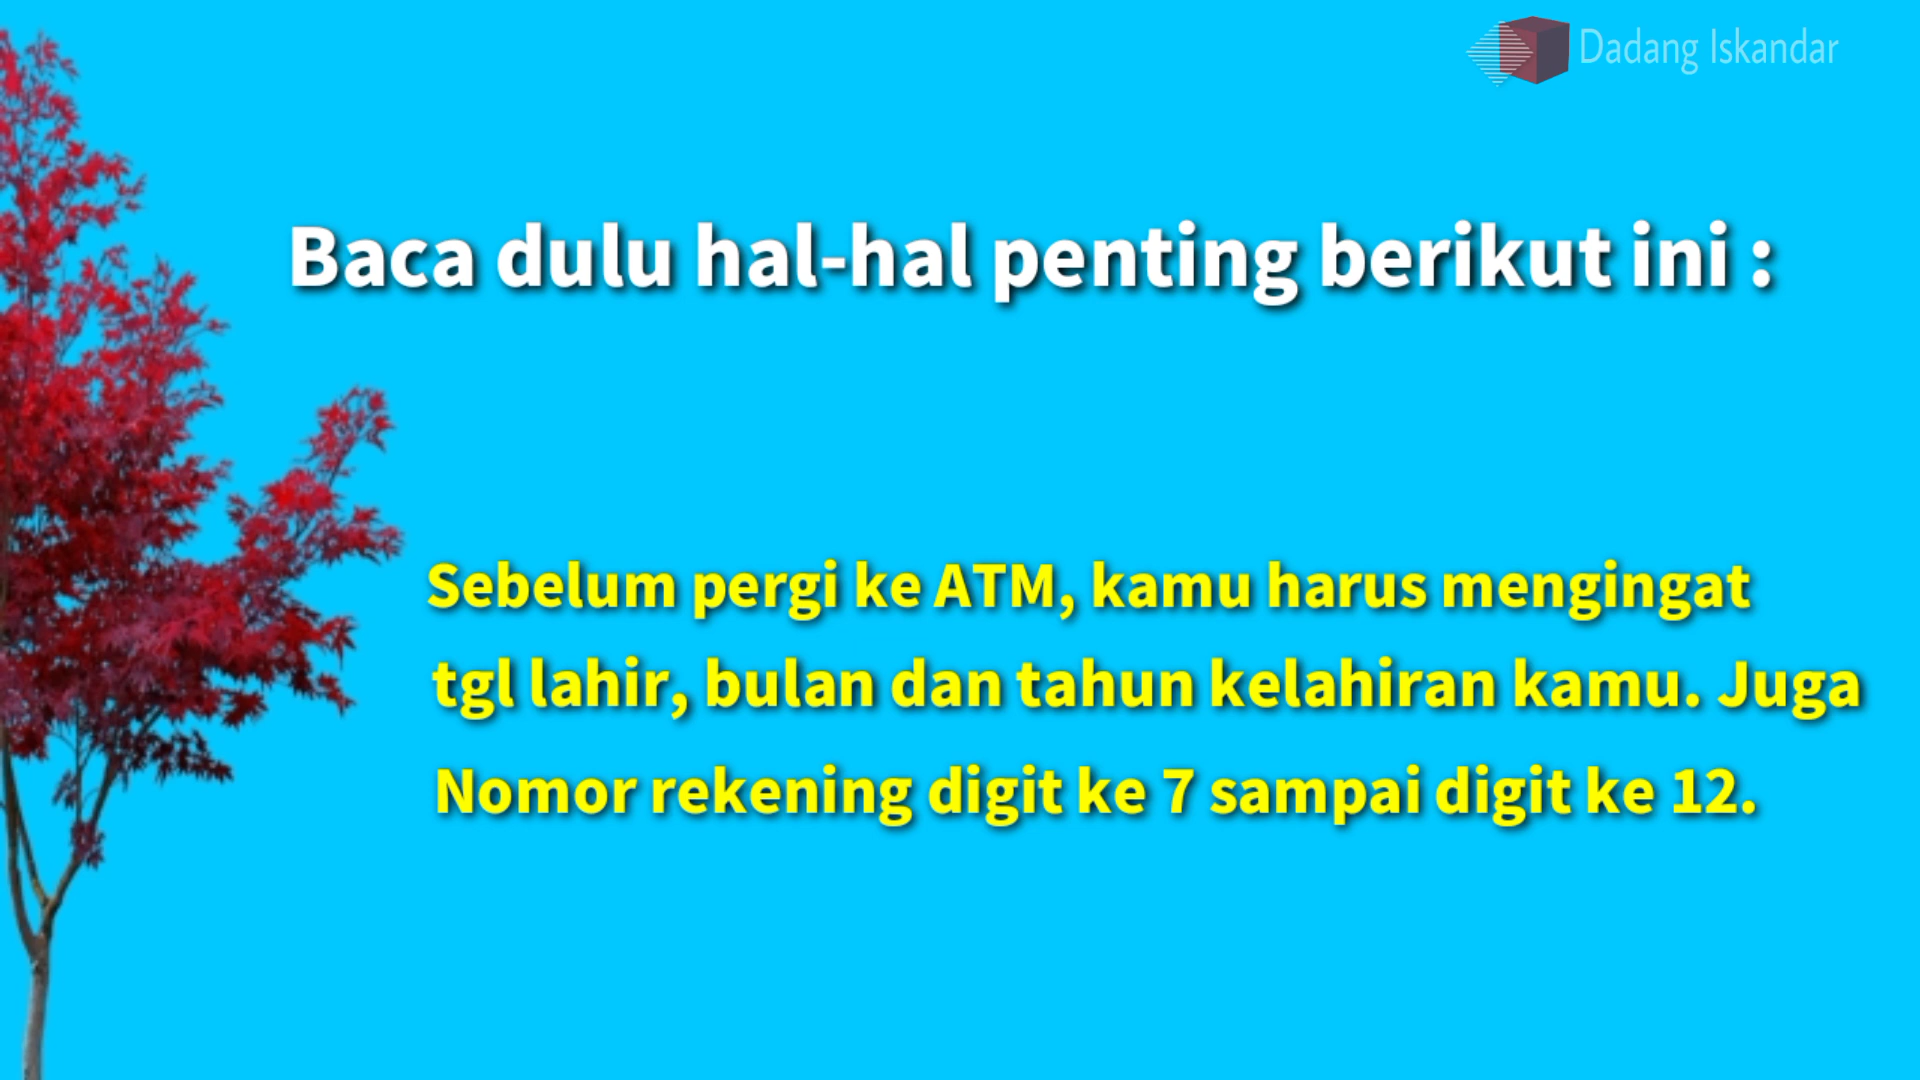 Dadang Iskandar
Baca dulu hal-hal penting berikut ini :
Sebelum pergi ke ATM, kamu harus mengingat
tgl lahir, bulan dan tahun kelahiran kamu. Juga
Nomor rekening digit ke 7 sampai digit ke 12.